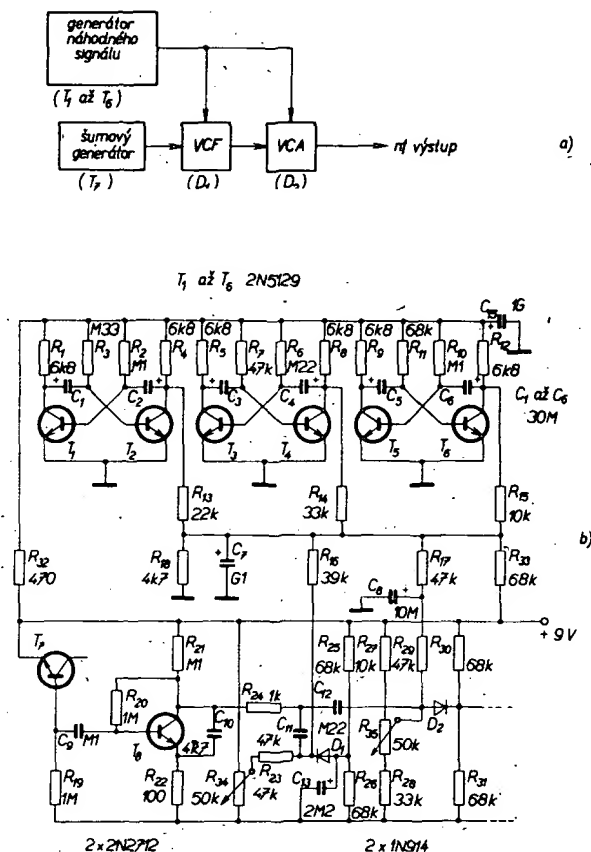 generátor
náhodného
signálu
(T₁ až T₆)
šumový
generátor
(T₇)
VCF
(D₁)
VCA
(D₂)
nf výstup
a)
T₁ až T₆ 2N5129
R₁
6k8
M33
R₃
R₂
M1
6k8
R₄
6k8
R₅
R₇
47k
R₆
M22
6k8
R₈
6k8
R₉
68k
R₁₁
R₁₀
M1
R₁₂
6k8
C₁₅
1G
C₁
C₂
C₃
C₄
C₅
C₆
C₁ až C₆
30M
T₁
T₂
T₃
T₄
T₅
T₆
R₁₃
22k
R₁₄
33k
R₁₅
10k
b)
R₃₂
470
R₁₈
4k7
C₇
G1
R₁₆
39k
C₈
10M
R₁₇
47k
R₃₃
68k
+ 9V
T₇
R₂₁
M1
R₂₀
1M
C₉
M1
T₈
C₁₀
4k7
R₂₂
100
R₁₉
1M
R₂₄ 1k
C₁₁
C₁₂
M22
R₂₅
68k
R₂₇
10k
R₂₉
47k
R₃₀
68k
D₂
R₃₅
50k
47k
R₂₃
47k
D₁
R₃₄
50k
C₁₃
2M2
R₂₆
68k
R₂₈
33k
R₃₁
68k
2 x 2N2712
2 x 1N914